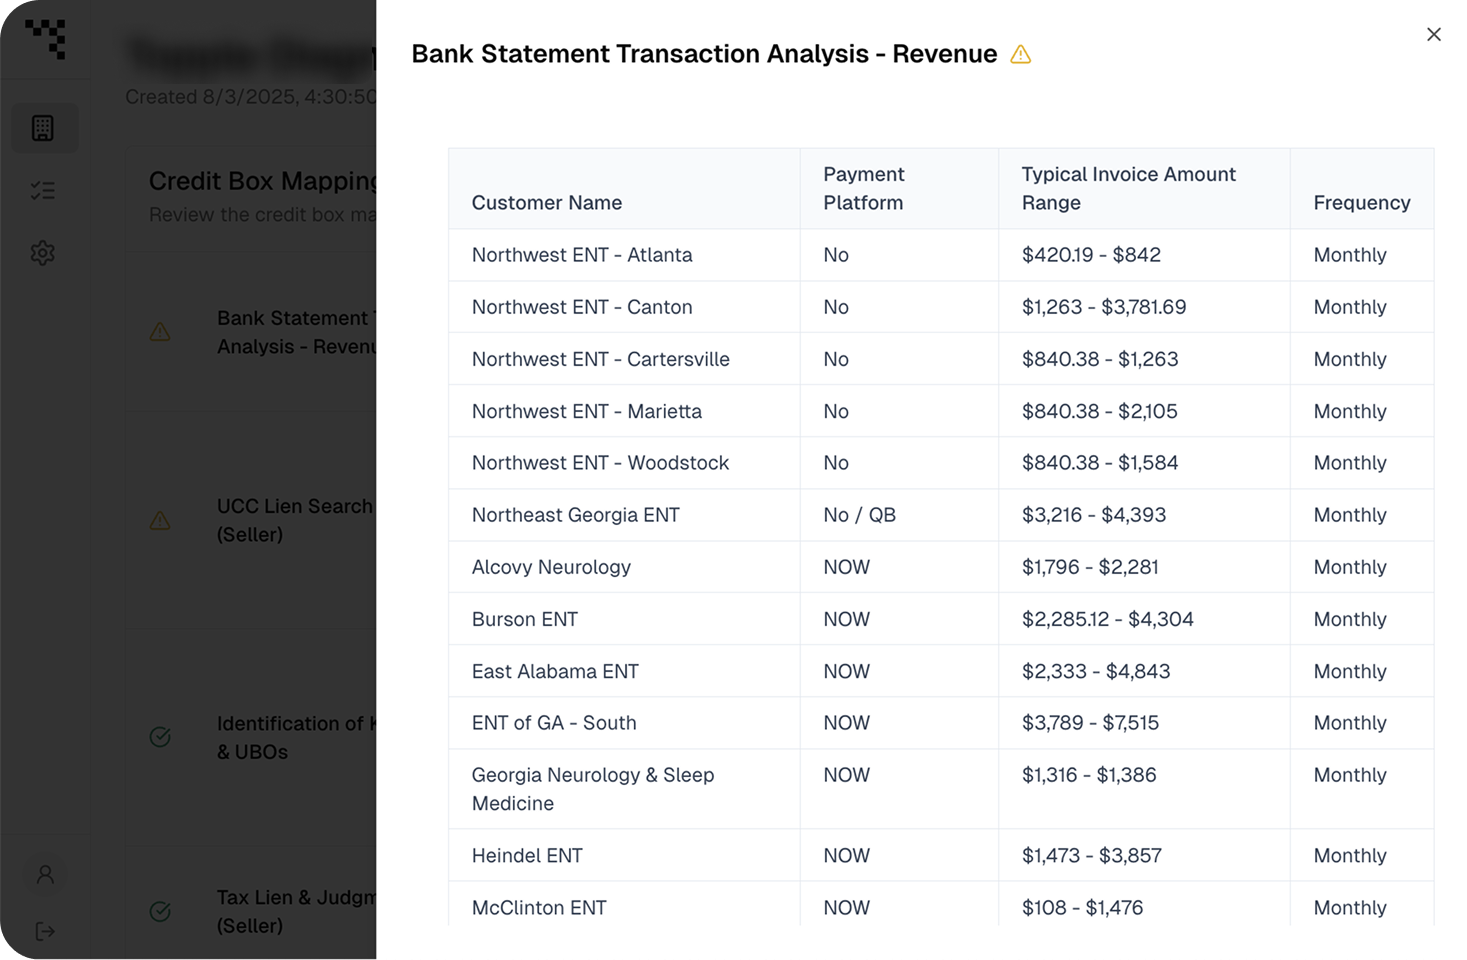 Created 8/3/2025, 4:30:50
Credit Box Mapping
Review the credit box ma
Bank Statement
Analysis - Revenu
UCC Lien Search
(Seller)
Identification of
& UBOs
Tax Lien & Judgm
(Seller)
Bank Statement Transaction Analysis - Revenue
Customer Name
Payment
Platform
Typical Invoice Amount
Range
Frequency
Northwest ENT - Atlanta No $420.19 - $842 Monthly
Northwest ENT - Canton No $1,263 - $3,781.69 Monthly
Northwest ENT - Cartersville No $840.38 - $1,263 Monthly
Northwest ENT - Marietta No $840.38 - $2,105 Monthly
Northwest ENT - Woodstock No $840.38 - $1,584 Monthly
Northeast Georgia ENT No / QB $3,216 - $4,393 Monthly
Alcovy Neurology NOW $1,796 - $2,281 Monthly
Burson ENT NOW $2,285.12 - $4,304 Monthly
East Alabama ENT NOW $2,333 - $4,843 Monthly
ENT of GA - South NOW $3,789 - $7,515 Monthly
Georgia Neurology & Sleep
Medicine
NOW $1,316 - $1,386 Monthly
Heindel ENT NOW $1,473 - $3,857 Monthly
McClinton ENT NOW $108 - $1,476 Monthly